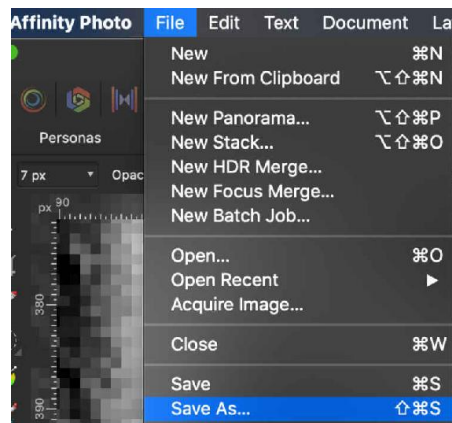 Affinity Photo File Edit Text Document La
New ⌘N
New From Clipboard ⌥⇧⌘N
Personas
New Panorama... ⌥⇧⌘P
New Stack... ⌥⇧⌘O
New HDR Merge...
New Focus Merge...
New Batch Job...
7 px Opac
px 90
Open... ⌘O
Open Recent ▶
Acquire Image...
380
Close ⌘W
Save ⌘S
Save As... ⇧⌘S
390